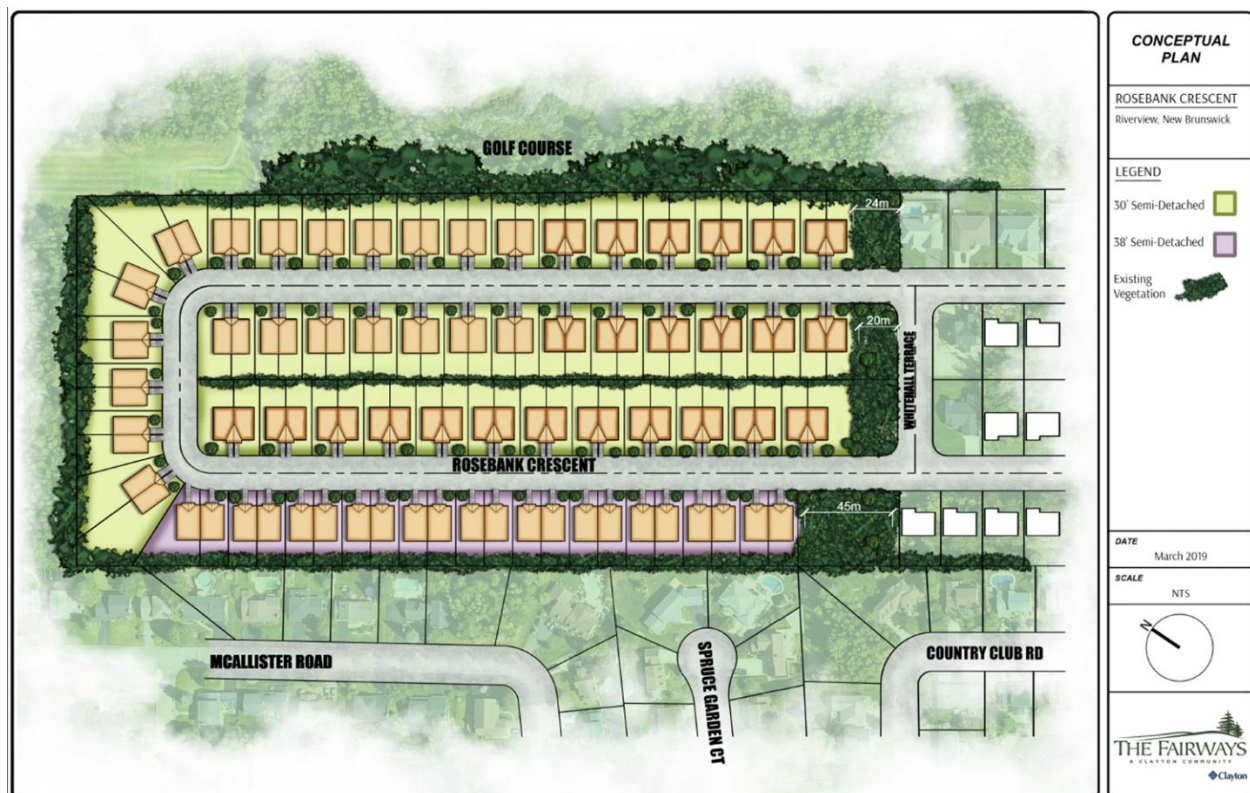 GOLF COURSE
24m
20m
WHITEHALL TERRACE
ROSEBANK CRESCENT
45m
MCALLISTER ROAD
SPRUCE GARDEN CT
COUNTRY CLUB RD
CONCEPTUAL
PLAN
ROSEBANK CRESCENT
Riverview, New Brunswick
LEGEND
30' Semi-Detached
38' Semi-Detached
Existing
Vegetation
DATE
March 2019
SCALE
NTS
N
THE FAIRWAYS
A CLAYTON COMMUNITY
Clayton